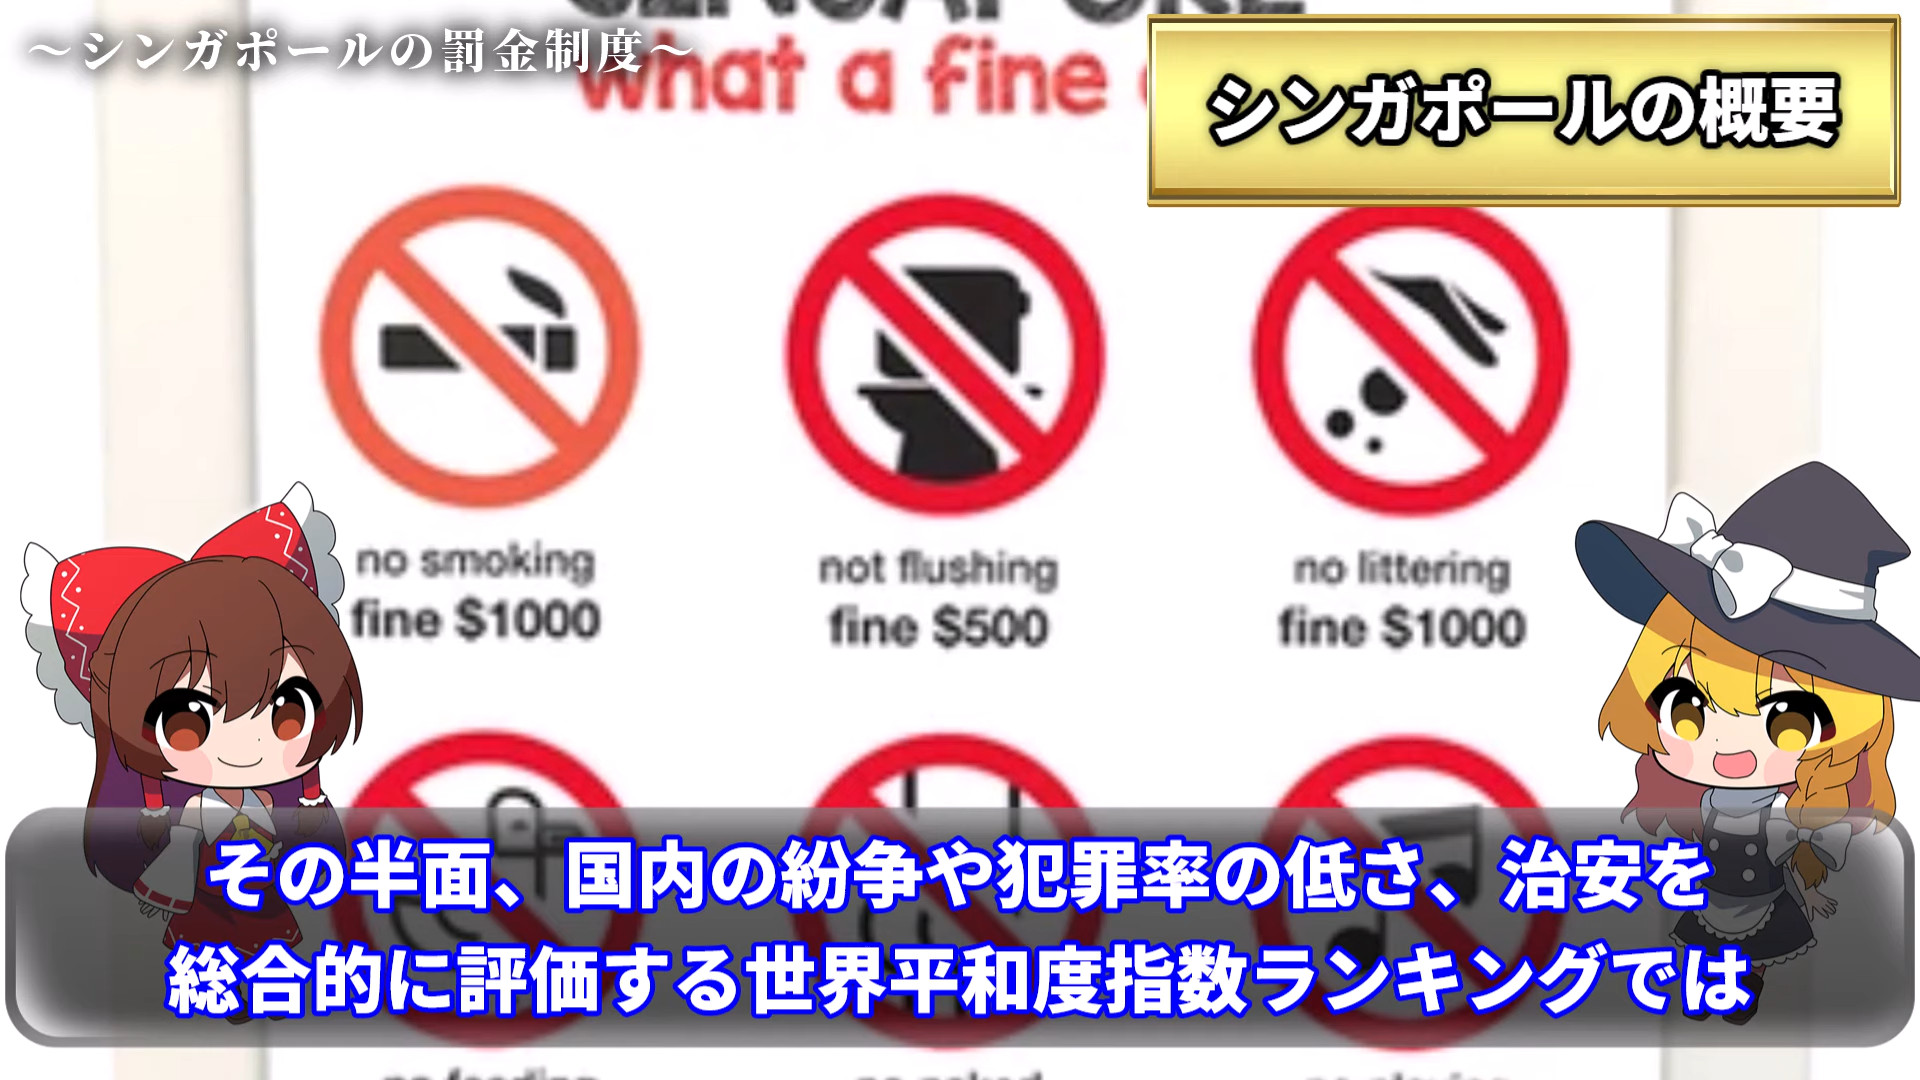 ～シンガポールの罰金制度～
シンガポールの概要
what a fine
no smoking
fine $1000
not flushing
fine $500
no littering
fine $1000
その半面、国内の紛争や犯罪率の低さ、治安を
総合的に評価する世界平和度指数ランキングでは